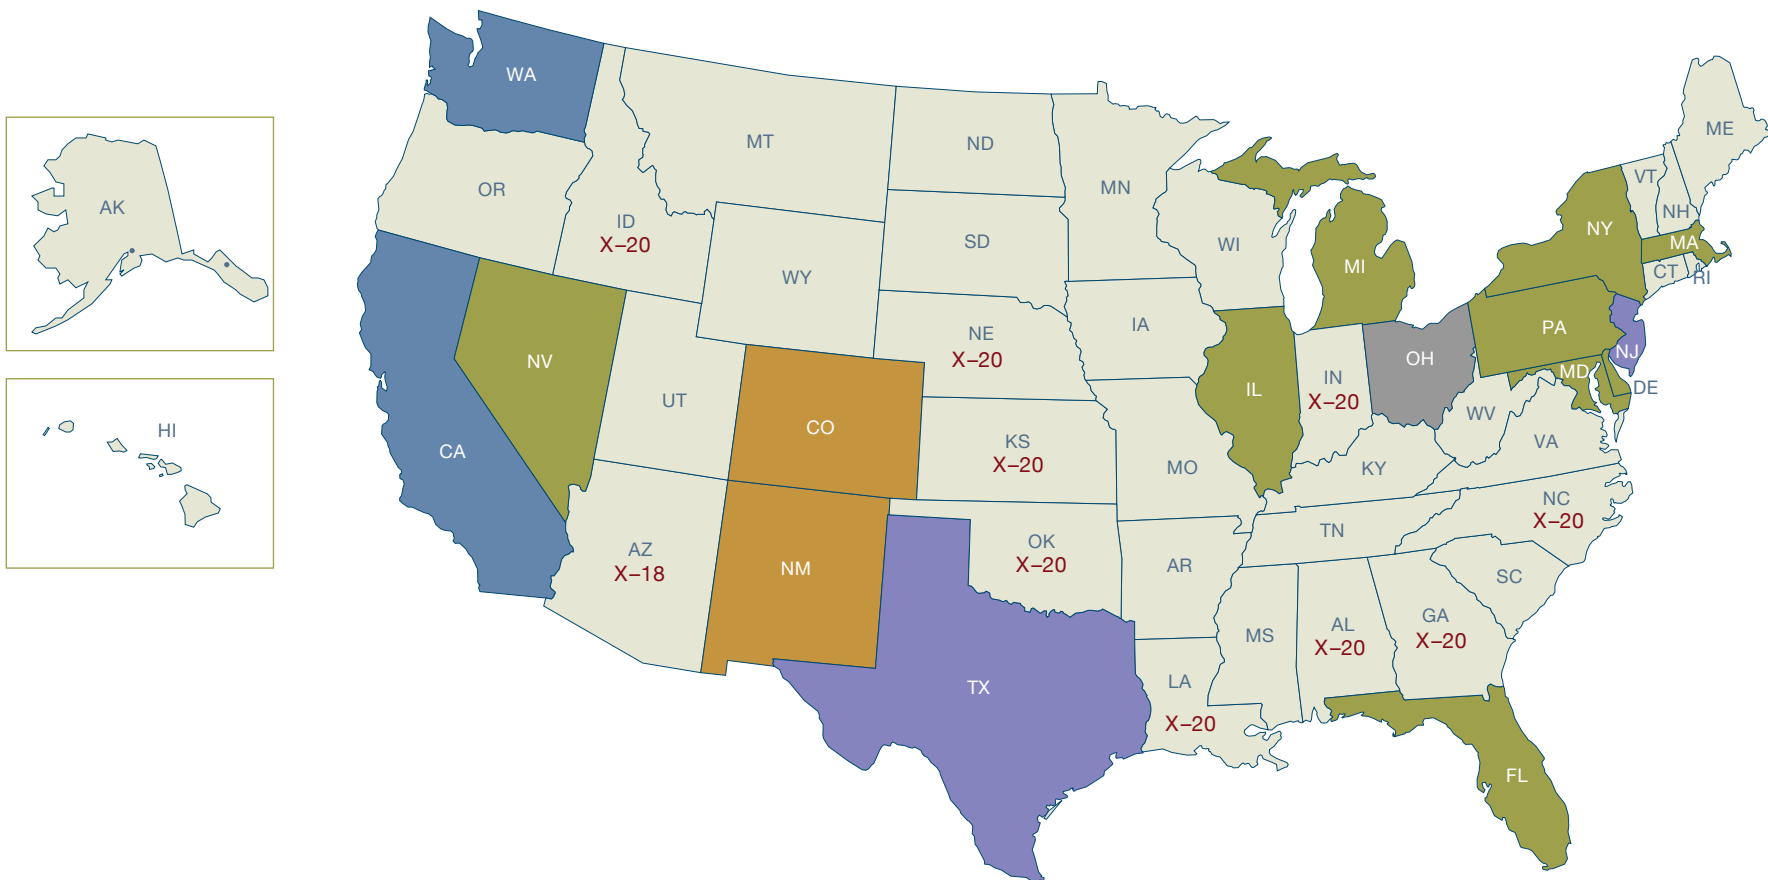 WA
MT
ND
MN
ME
VT
NH
OR
ID
X–20
AK
SD
WI
NY
MA
WY
MI
CT
RI
NE
X–20
IA
PA
NV
OH
NJ
UT
IL
IN
X–20
MD
DE
CO
WV
HI
CA
KS
X–20
MO
KY
VA
NC
X–20
AZ
X–18
NM
OK
X–20
AR
TN
SC
TX
LA
X–20
MS
AL
X–20
GA
X–20
FL